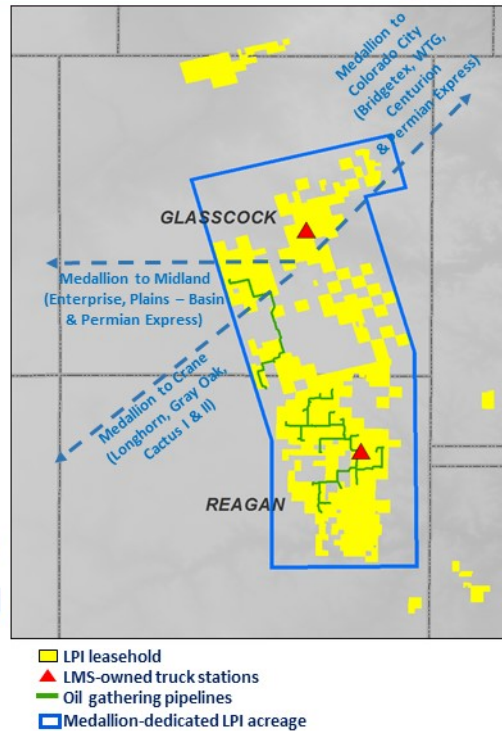 Medallion to
Colorado City
(Bridgetex, WTG,
Centurion
& Permian Express)
GLASSCOCK
Medallion to Midland
(Enterprise, Plains – Basin
& Permian Express)
Medallion to Crane
(Longhorn, Gray Oak,
Cactus I & II)
REAGAN
LPI leasehold
LMS-owned truck stations
Oil gathering pipelines
Medallion-dedicated LPI acreage